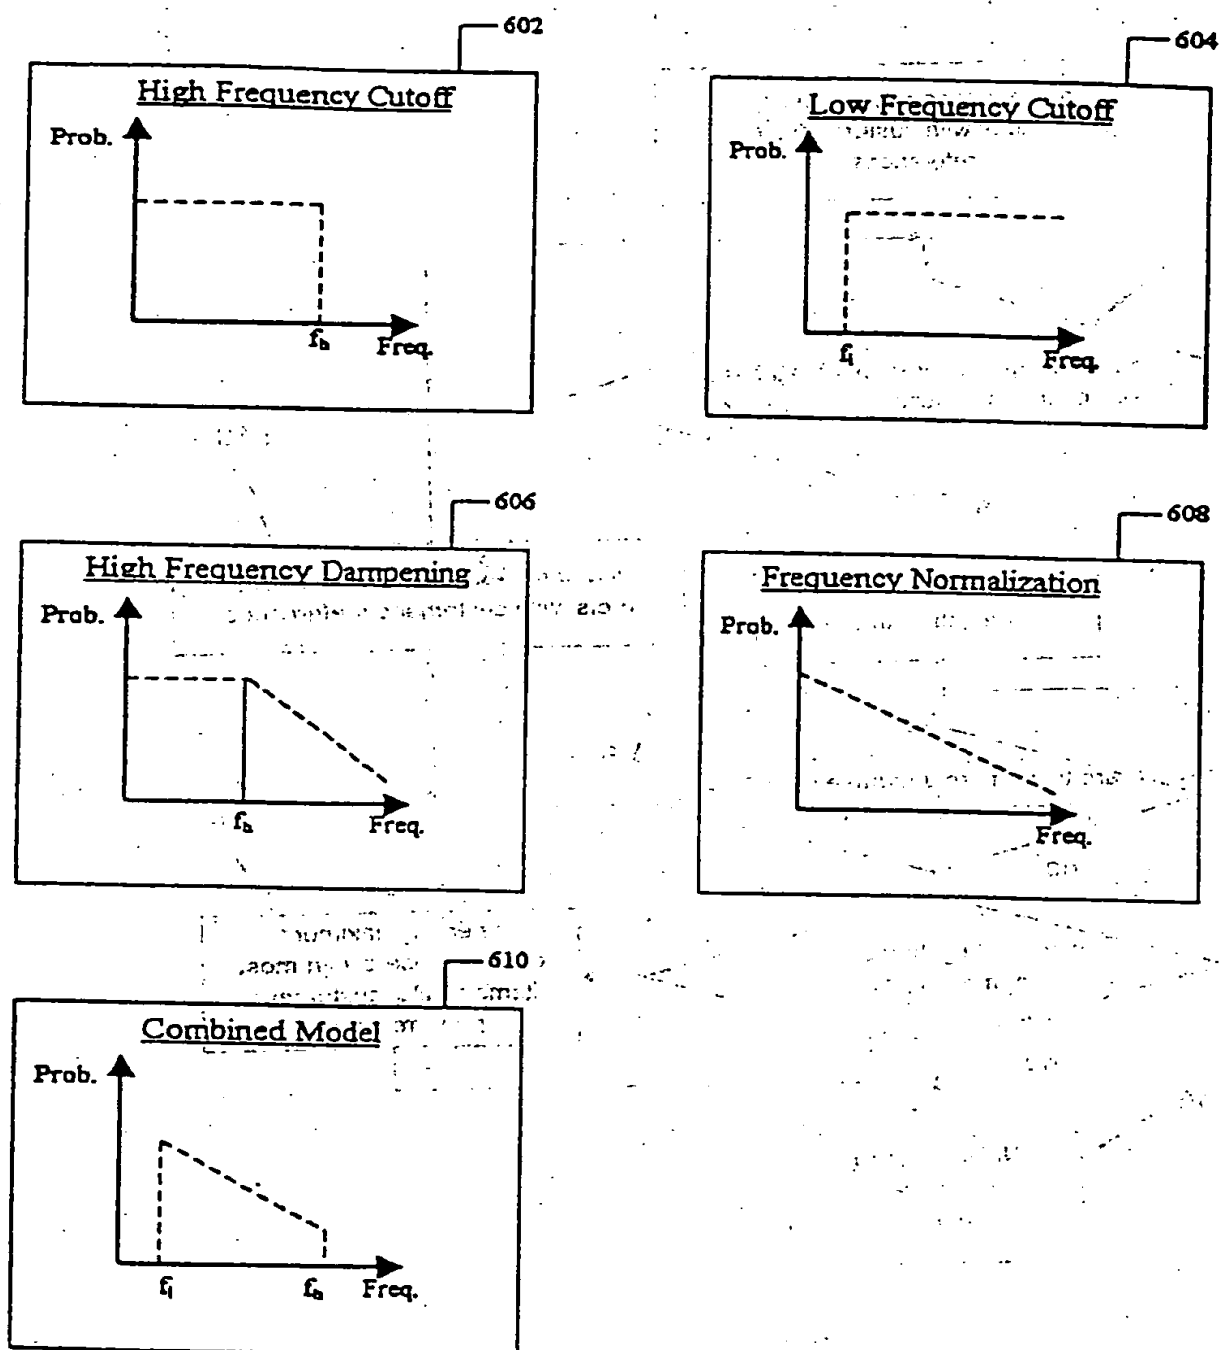 602
High Frequency Cutoff
Prob.
fh
Freq.
604
Low Frequency Cutoff
Prob.
fl
Freq.
606
High Frequency Dampening
Prob.
fh
Freq.
608
Frequency Normalization
Prob.
Freq.
610
Combined Model
Prob.
fl
fh
Freq.